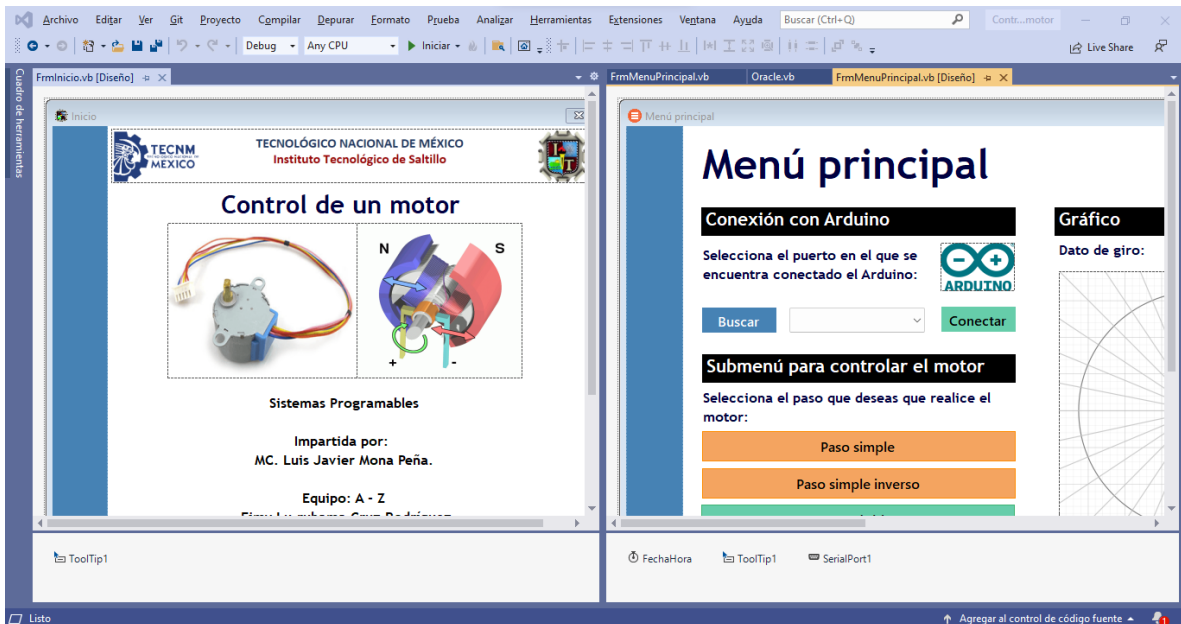 Archivo Editar Ver Git Proyecto Compilar Depurar Formato Prueba Analizar Herramientas Extensiones Ventana Ayuda Buscar (Ctrl+Q) Contr...motor
Debug Any CPU Iniciar Live Share
Cuadro de herramientas
FrmInicio.vb [Diseño]
Inicio
TECNM
MÉXICO
TECNOLÓGICO NACIONAL DE MÉXICO
Instituto Tecnológico de Saltillo
Control de un motor
N S
+ -
Sistemas Programables
Impartida por:
MC. Luis Javier Mona Peña.
Equipo: A - Z
ToolTip1
FrmMenuPrincipal.vb Oracle.vb FrmMenuPrincipal.vb [Diseño]
Menú principal
Menú principal
Conexión con Arduino
Selecciona el puerto en el que se
encuentra conectado el Arduino:
ARDUINO
Buscar Conectar
Submenú para controlar el motor
Selecciona el paso que deseas que realice el
motor:
Paso simple
Paso simple inverso
Gráfico
Dato de giro:
FechaHora ToolTip1 SerialPort1
Listo Agregar al control de código fuente 1